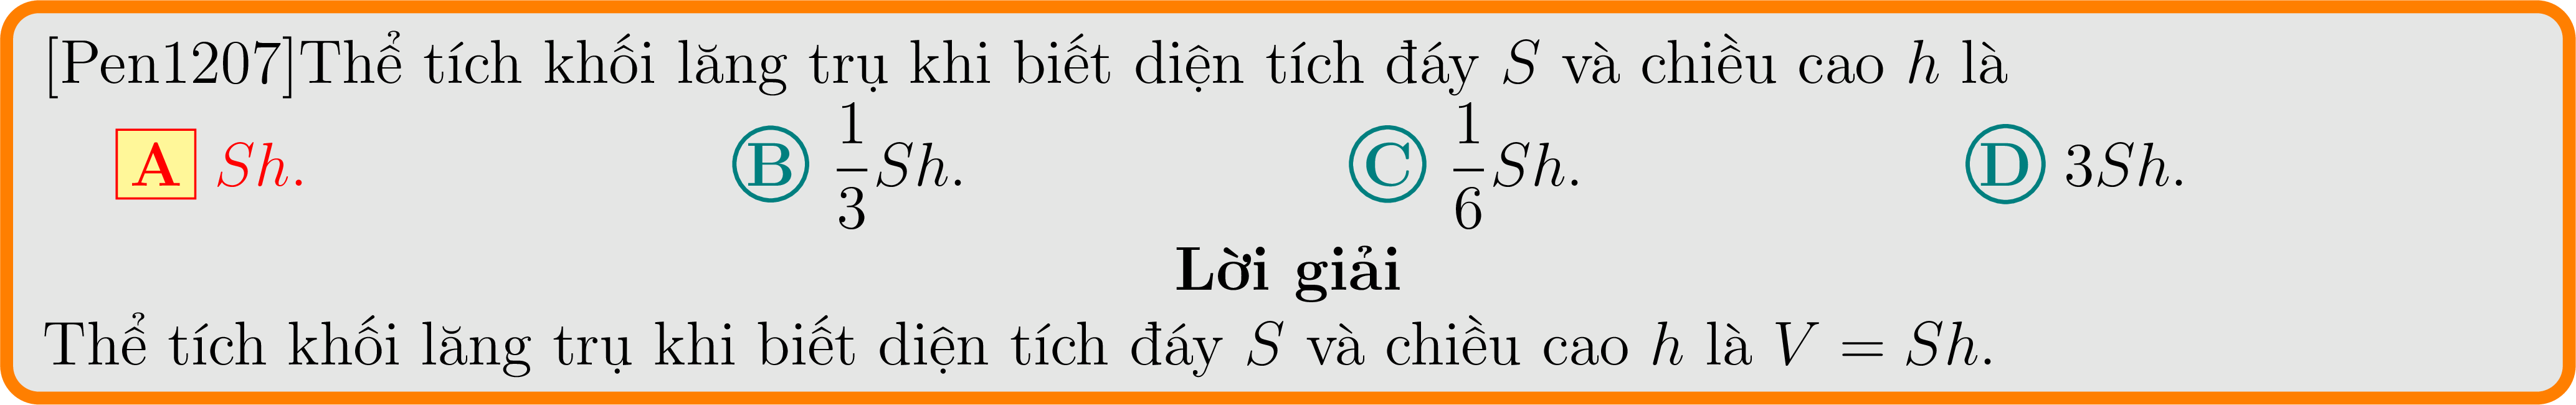 [Pen1207]Thể tích khối lăng trụ khi biết diện tích đáy S và chiều cao h là
A Sh. B 1/3 Sh. C 1/6 Sh. D 3Sh.
Lời giải
Thể tích khối lăng trụ khi biết diện tích đáy S và chiều cao h là V = Sh.